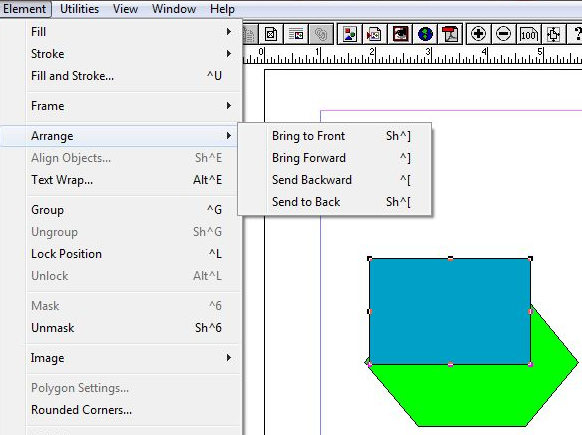 Element Utilities View Window Help
Fill
Stroke
Fill and Stroke... ^U
Frame
Arrange
Align Objects... Sh^E
Text Wrap... Alt^E
Group ^G
Ungroup Sh^G
Lock Position ^L
Unlock Alt^L
Mask ^6
Unmask Sh^6
Image
Polygon Settings...
Rounded Corners...
Bring to Front Sh^]
Bring Forward ^]
Send Backward ^[
Send to Back Sh^[
100 ?
0 1 2 3 4 5